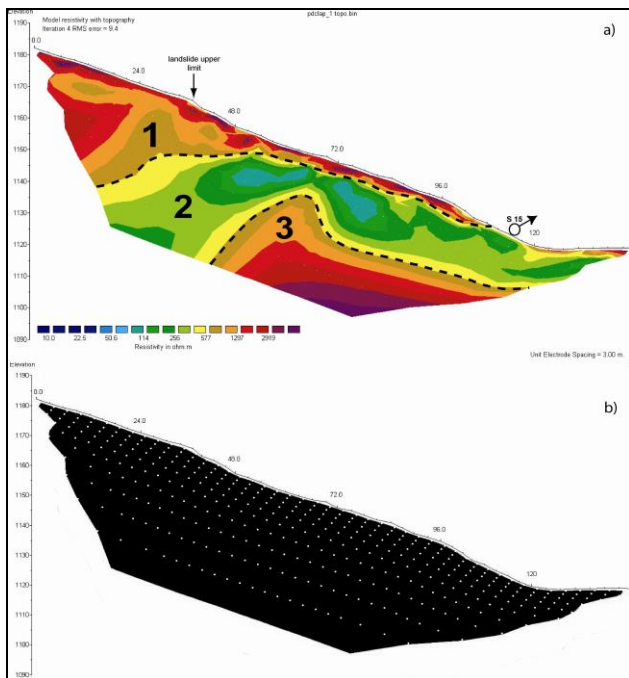 Elevation
pdclap_1 topo.bin
1190
Model resistivity with topography
Iteration 4 RMS error = 9.4
a)
0.0
1180
landslide upper
limit
24.0
1170
1160
48.0
1150
1
72.0
1140
96.0
1130
2
S 15
3
120
1120
1110
1100
1090
10.0 22.5 50.6 114 256 577 1297 2919
Resistivity in ohm m
Unit Electrode Spacing = 3.00 m
Elevation
1190
0.0
b)
1180
24.0
1170
1160
48.0
1150
72.0
1140
96.0
1130
120
1120
1110
1100
1090